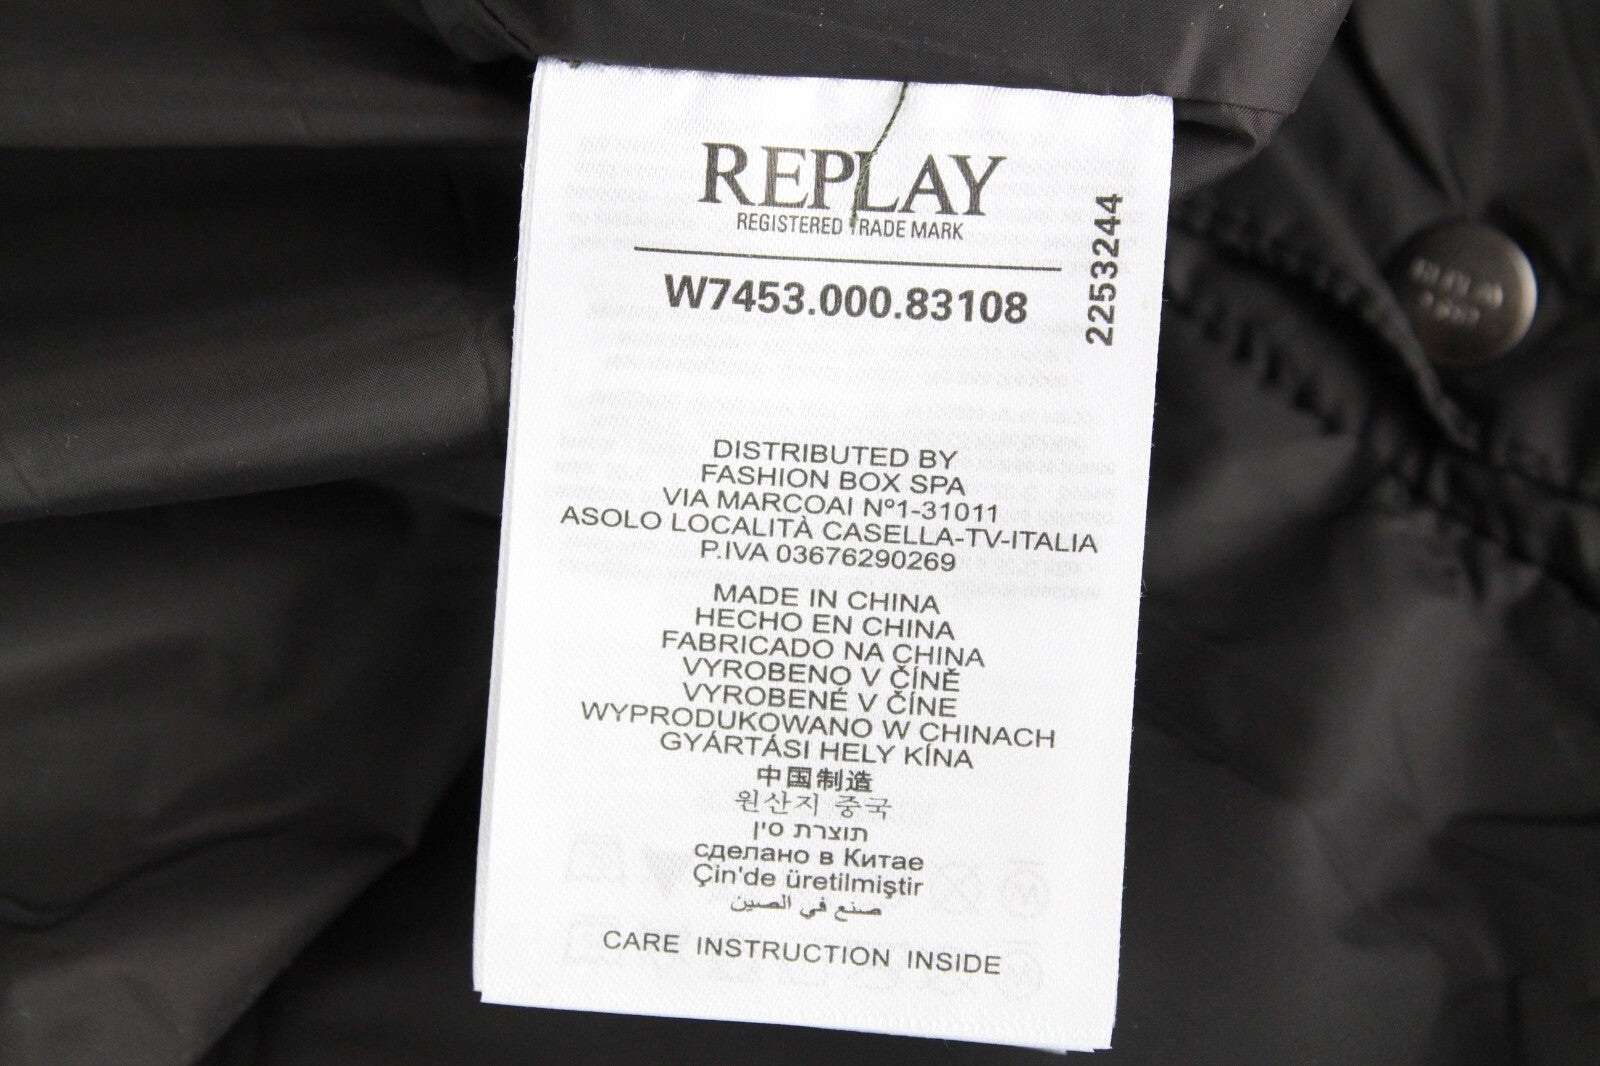 REPLAY
REGISTERED TRADE MARK
W7453.000.83108
2253244
DISTRIBUTED BY
FASHION BOX SPA
VIA MARCOAI Nº1-31011
ASOLO LOCALITÀ CASELLA-TV-ITALIA
P.IVA 03676290269
MADE IN CHINA
HECHO EN CHINA
FABRICADO NA CHINA
VYROBENO V ČÍNĚ
VYROBENÉ V ČÍNE
WYPRODUKOWANO W CHINACH
GYÁRTÁSI HELY KÍNA
中国制造
원산지 중국
תוצרת סין
сделано в Китае
Çin'de üretilmiştir
صنع في الصين
CARE INSTRUCTION INSIDE
REPLAY